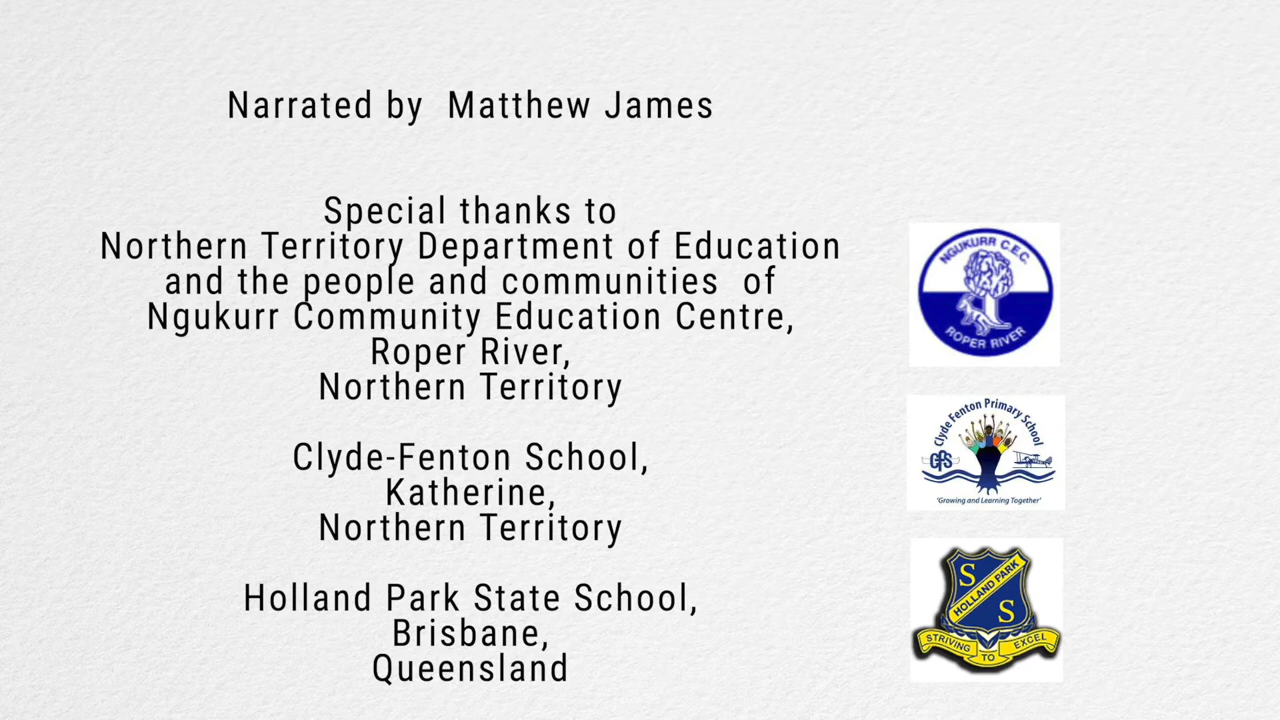 Narrated by  Matthew James
Special thanks to
Northern Territory Department of Education
and the people and communities  of
Ngukurr Community Education Centre,
Roper River,
Northern Territory
Clyde-Fenton School,
Katherine,
Northern Territory
Holland Park State School,
Brisbane,
Queensland
NGUKURR C.E.C.
ROPER RIVER
Clyde Fenton Primary School
CFS
'Growing and Learning Together'
S
HOLLAND PARK
S
STRIVING TO EXCEL